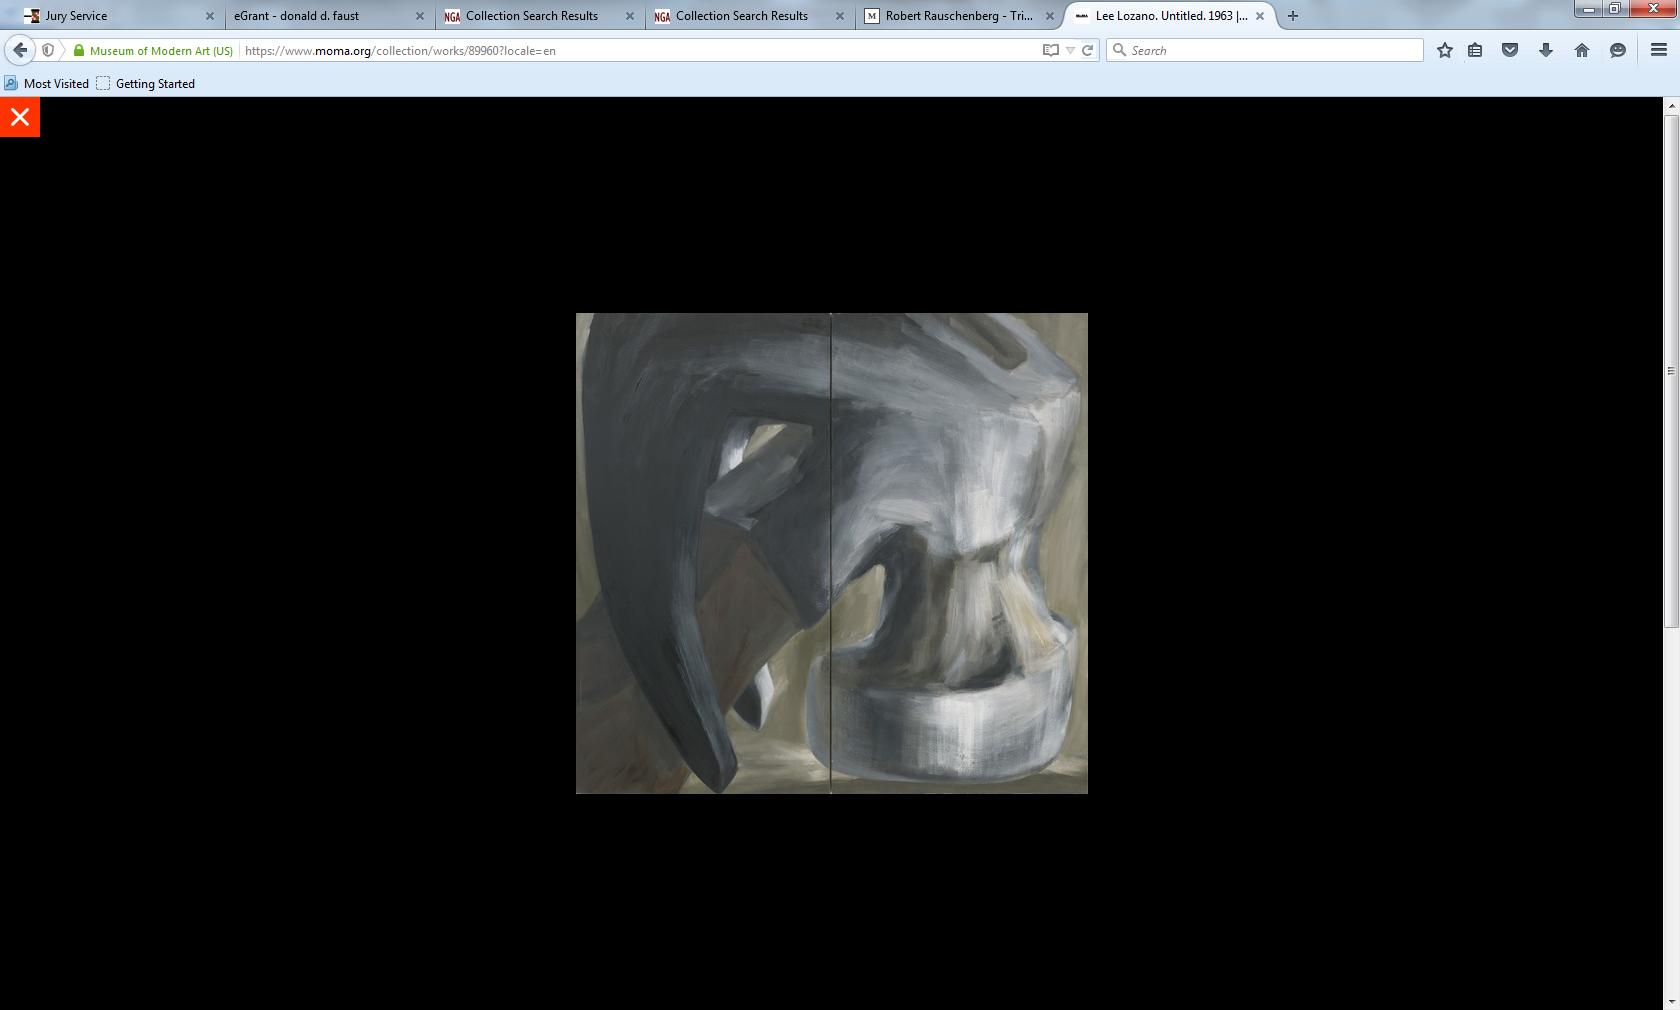 Jury Service
eGrant - donald d. faust
NGA Collection Search Results
NGA Collection Search Results
M Robert Rauschenberg - Tri...
MoMA Lee Lozano. Untitled. 1963 |...
Museum of Modern Art (US)
https://www.moma.org/collection/works/89960?locale=en
Search
Most Visited
Getting Started